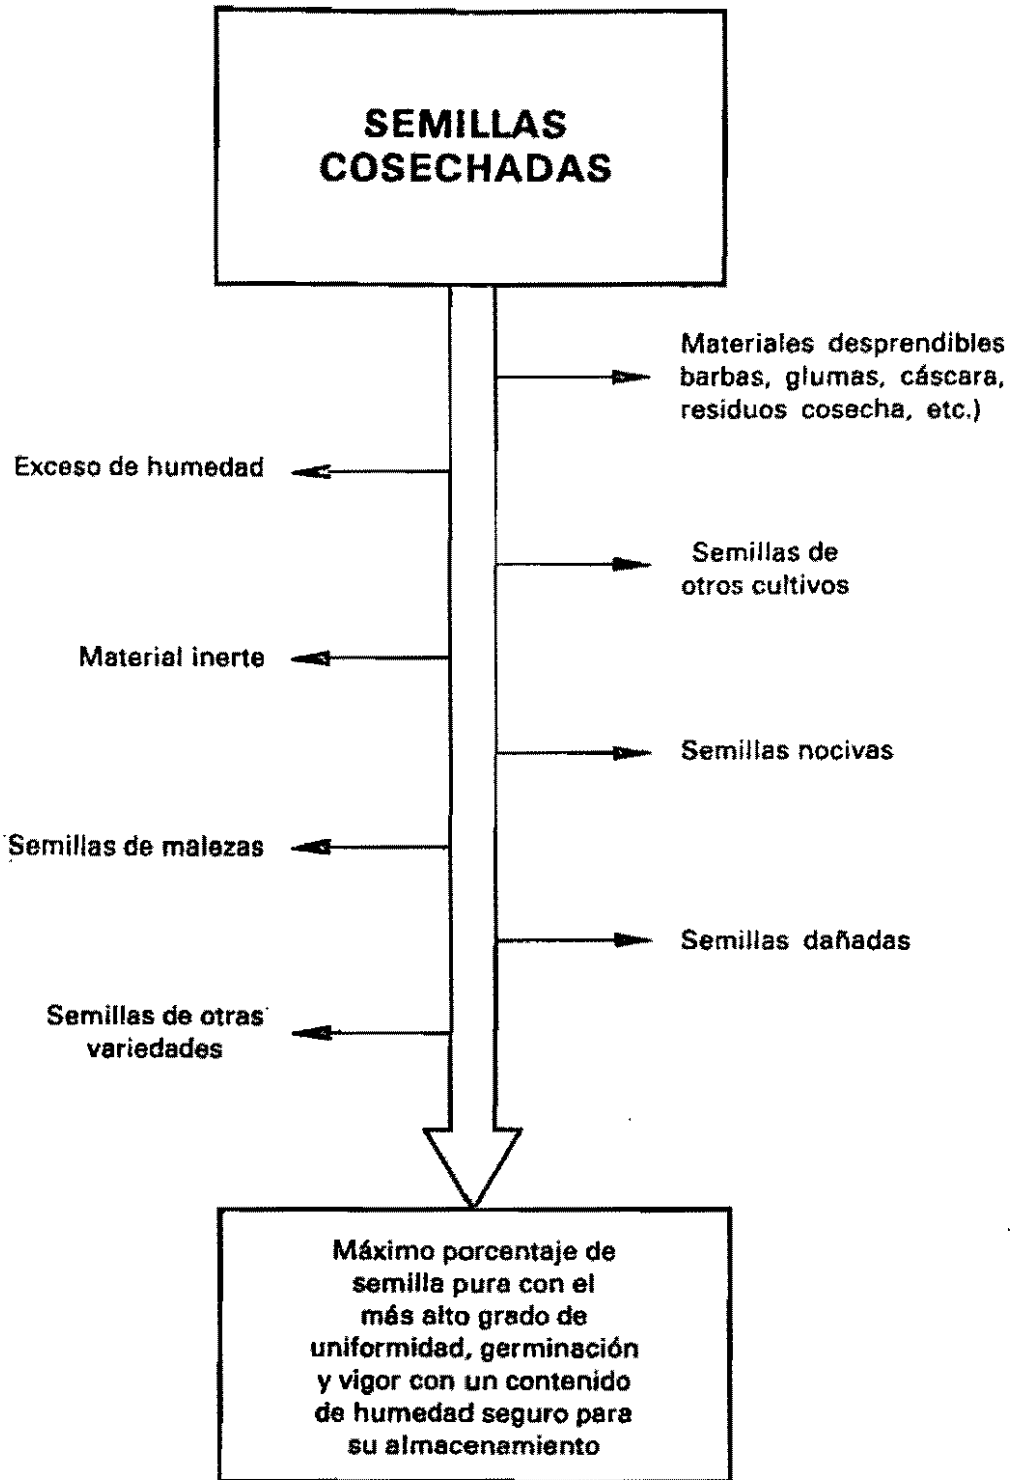 SEMILLAS
COSECHADAS
Materiales desprendibles
barbas, glumas, cáscara,
residuos cosecha, etc.)
Exceso de humedad
Semillas de
otros cultivos
Material inerte
Semillas nocivas
Semillas de malezas
Semillas dañadas
Semillas de otras
variedades
Máximo porcentaje de
semilla pura con el
más alto grado de
uniformidad, germinación
y vigor con un contenido
de humedad seguro para
su almacenamiento